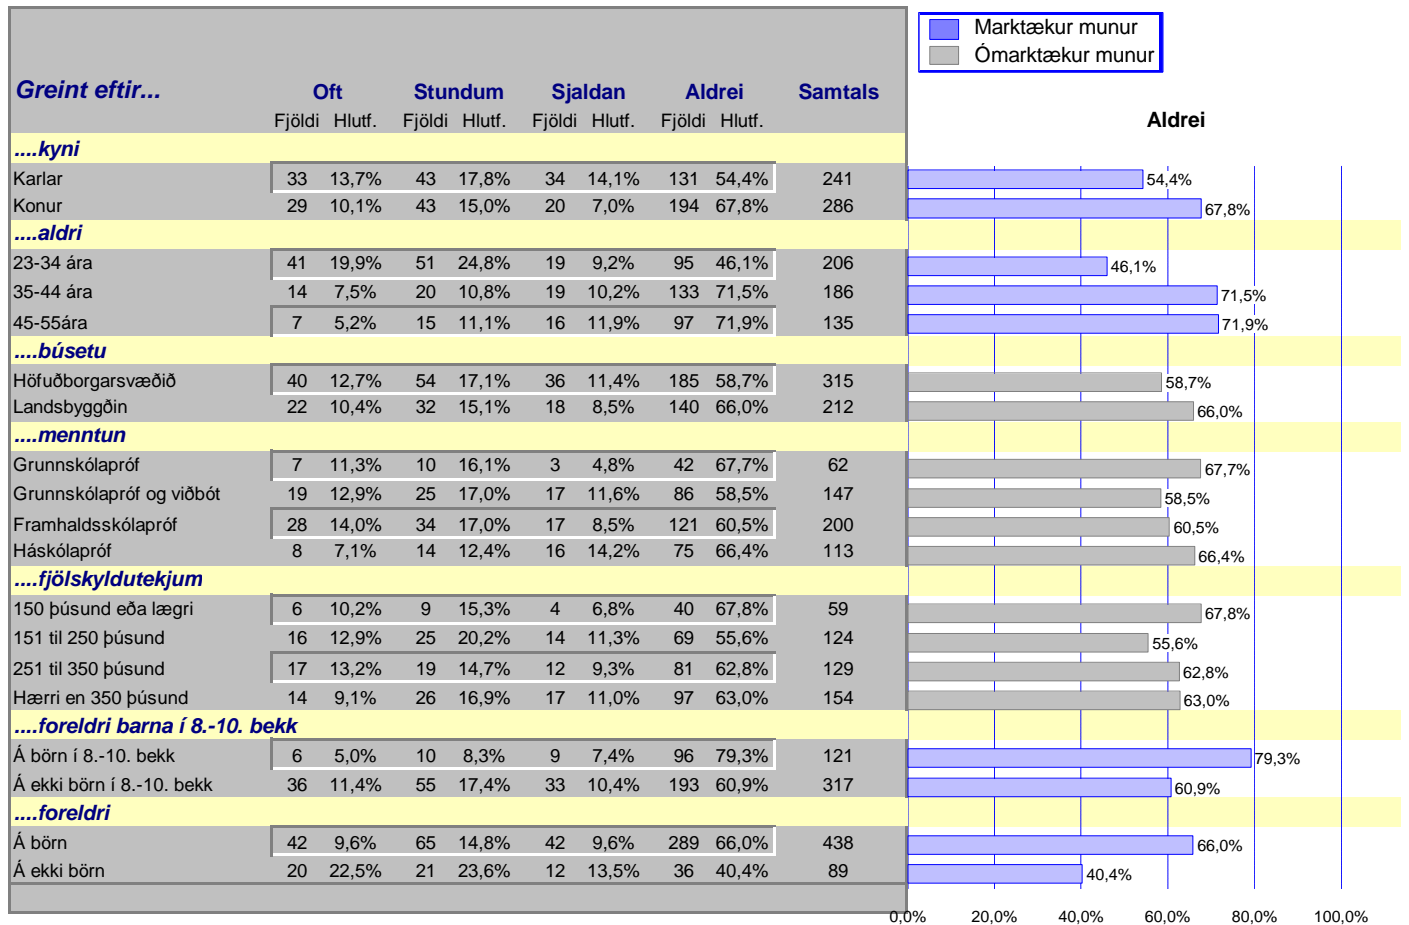 Marktækur munur
Ómarktækur munur
Greint eftir... Oft Stundum Sjaldan Aldrei Samtals
Fjöldi Hlutf. Fjöldi Hlutf. Fjöldi Hlutf. Fjöldi Hlutf. Aldrei
....kyni
Karlar 33 13,7% 43 17,8% 34 14,1% 131 54,4% 241 54,4%
Konur 29 10,1% 43 15,0% 20 7,0% 194 67,8% 286 67,8%
....aldri
23-34 ára 41 19,9% 51 24,8% 19 9,2% 95 46,1% 206 46,1%
35-44 ára 14 7,5% 20 10,8% 19 10,2% 133 71,5% 186 71,5%
45-55ára 7 5,2% 15 11,1% 16 11,9% 97 71,9% 135 71,9%
....búsetu
Höfuðborgarsvæðið 40 12,7% 54 17,1% 36 11,4% 185 58,7% 315 58,7%
Landsbyggðin 22 10,4% 32 15,1% 18 8,5% 140 66,0% 212 66,0%
....menntun
Grunnskólapróf 7 11,3% 10 16,1% 3 4,8% 42 67,7% 62 67,7%
Grunnskólapróf og viðbót 19 12,9% 25 17,0% 17 11,6% 86 58,5% 147 58,5%
Framhaldsskólapróf 28 14,0% 34 17,0% 17 8,5% 121 60,5% 200 60,5%
Háskólapróf 8 7,1% 14 12,4% 16 14,2% 75 66,4% 113 66,4%
....fjölskyldutekjum
150 þúsund eða lægri 6 10,2% 9 15,3% 4 6,8% 40 67,8% 59 67,8%
151 til 250 þúsund 16 12,9% 25 20,2% 14 11,3% 69 55,6% 124 55,6%
251 til 350 þúsund 17 13,2% 19 14,7% 12 9,3% 81 62,8% 129 62,8%
Hærri en 350 þúsund 14 9,1% 26 16,9% 17 11,0% 97 63,0% 154 63,0%
....foreldri barna í 8.-10. bekk
Á börn í 8.-10. bekk 6 5,0% 10 8,3% 9 7,4% 96 79,3% 121 79,3%
Á ekki börn í 8.-10. bekk 36 11,4% 55 17,4% 33 10,4% 193 60,9% 317 60,9%
....foreldri
Á börn 42 9,6% 65 14,8% 42 9,6% 289 66,0% 438 66,0%
Á ekki börn 20 22,5% 21 23,6% 12 13,5% 36 40,4% 89 40,4%
0,0% 20,0% 40,0% 60,0% 80,0% 100,0%